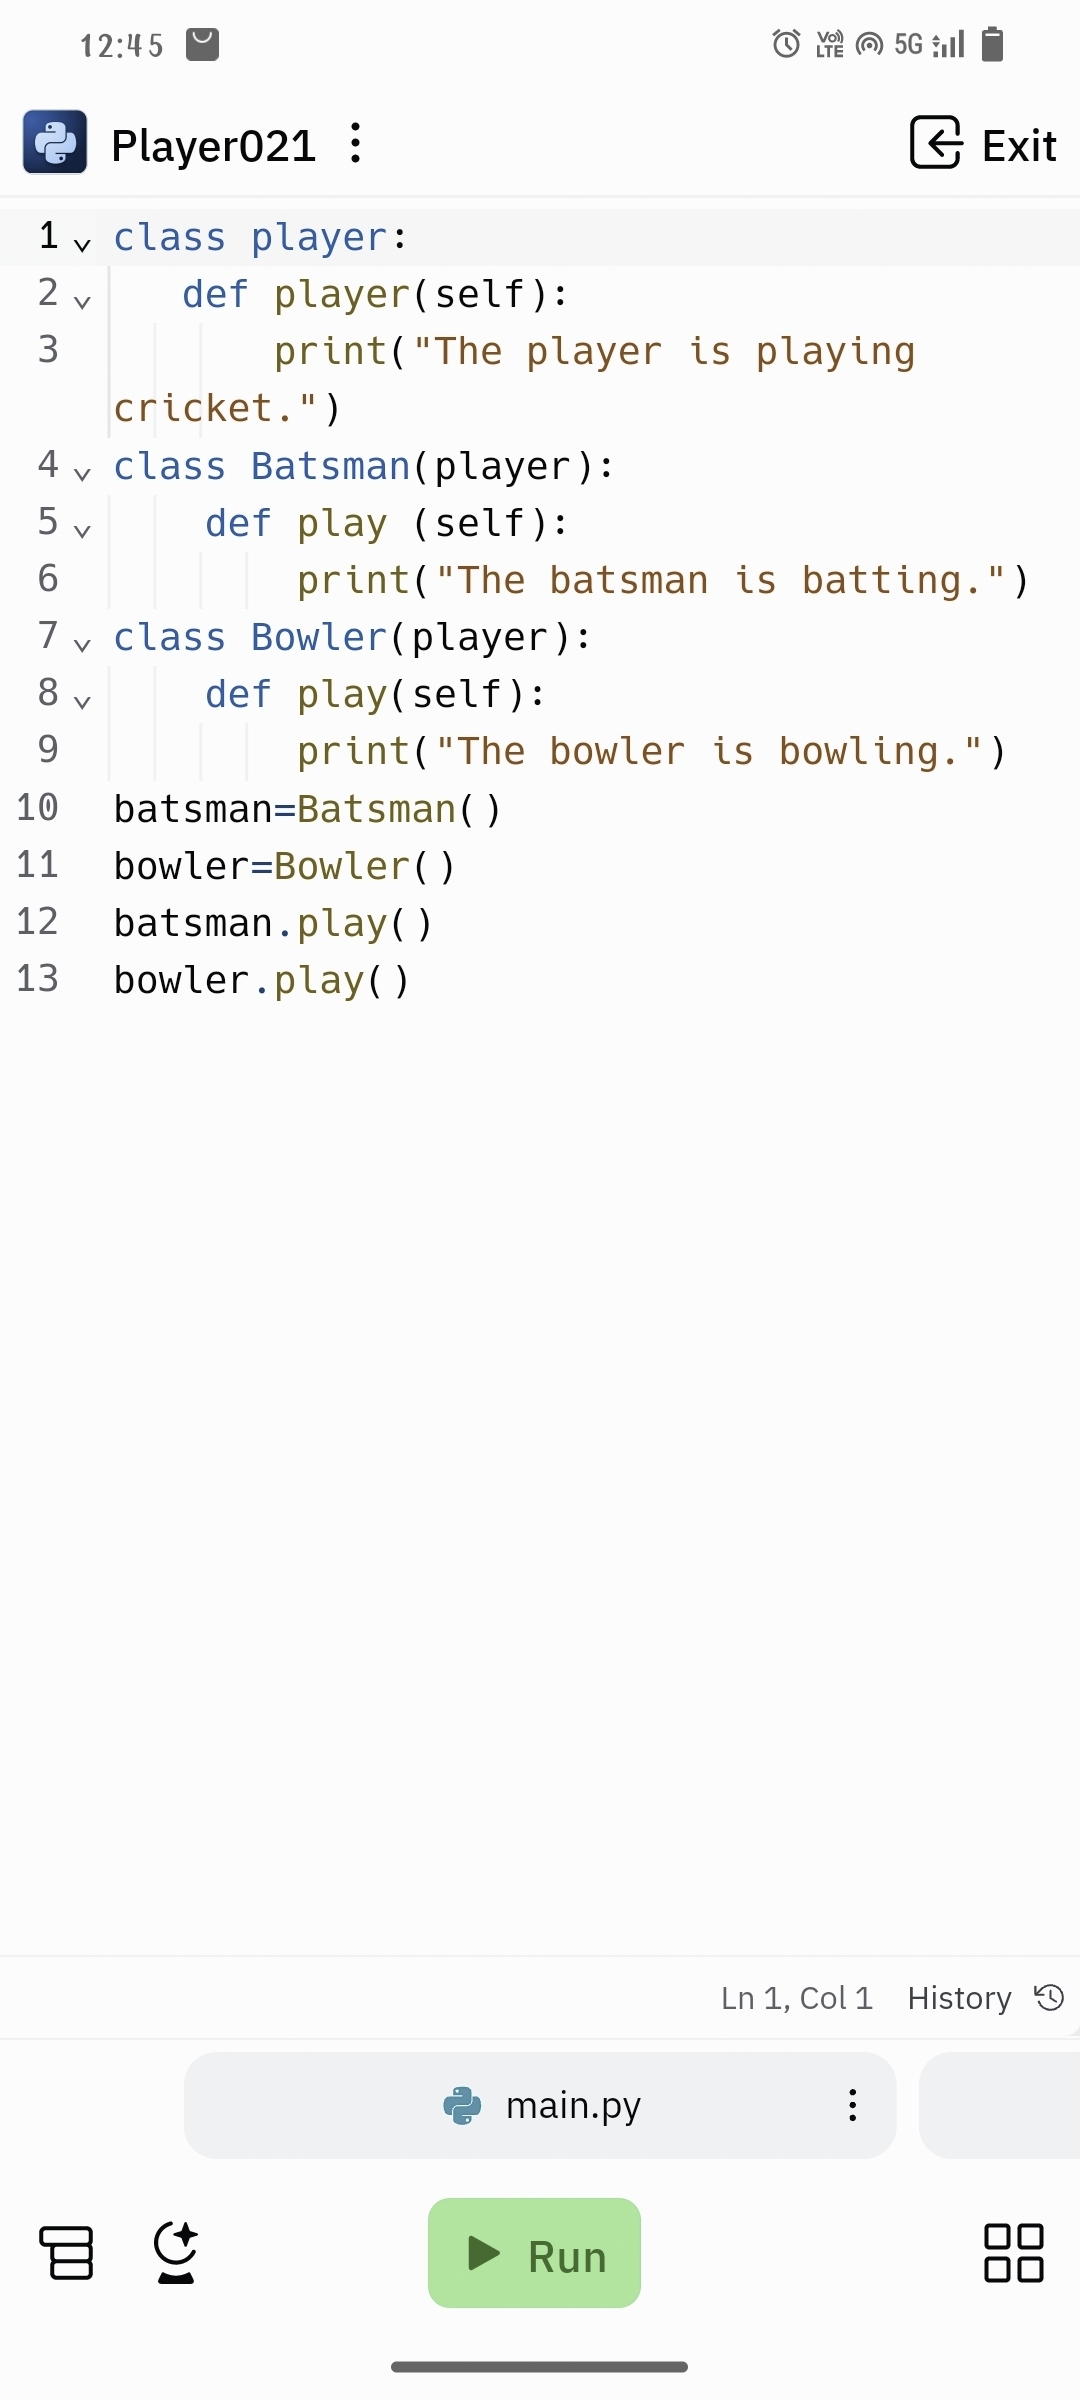 12:45 VoLTE 5G
Player021 Exit
1 class player:
2    def player(self):
3        print("The player is playing
cricket.")
4 class Batsman(player):
5     def play (self):
6         print("The batsman is batting.")
7 class Bowler(player):
8     def play(self):
9         print("The bowler is bowling.")
10 batsman=Batsman()
11 bowler=Bowler()
12 batsman.play()
13 bowler.play()
Ln 1, Col 1 History
main.py
Run